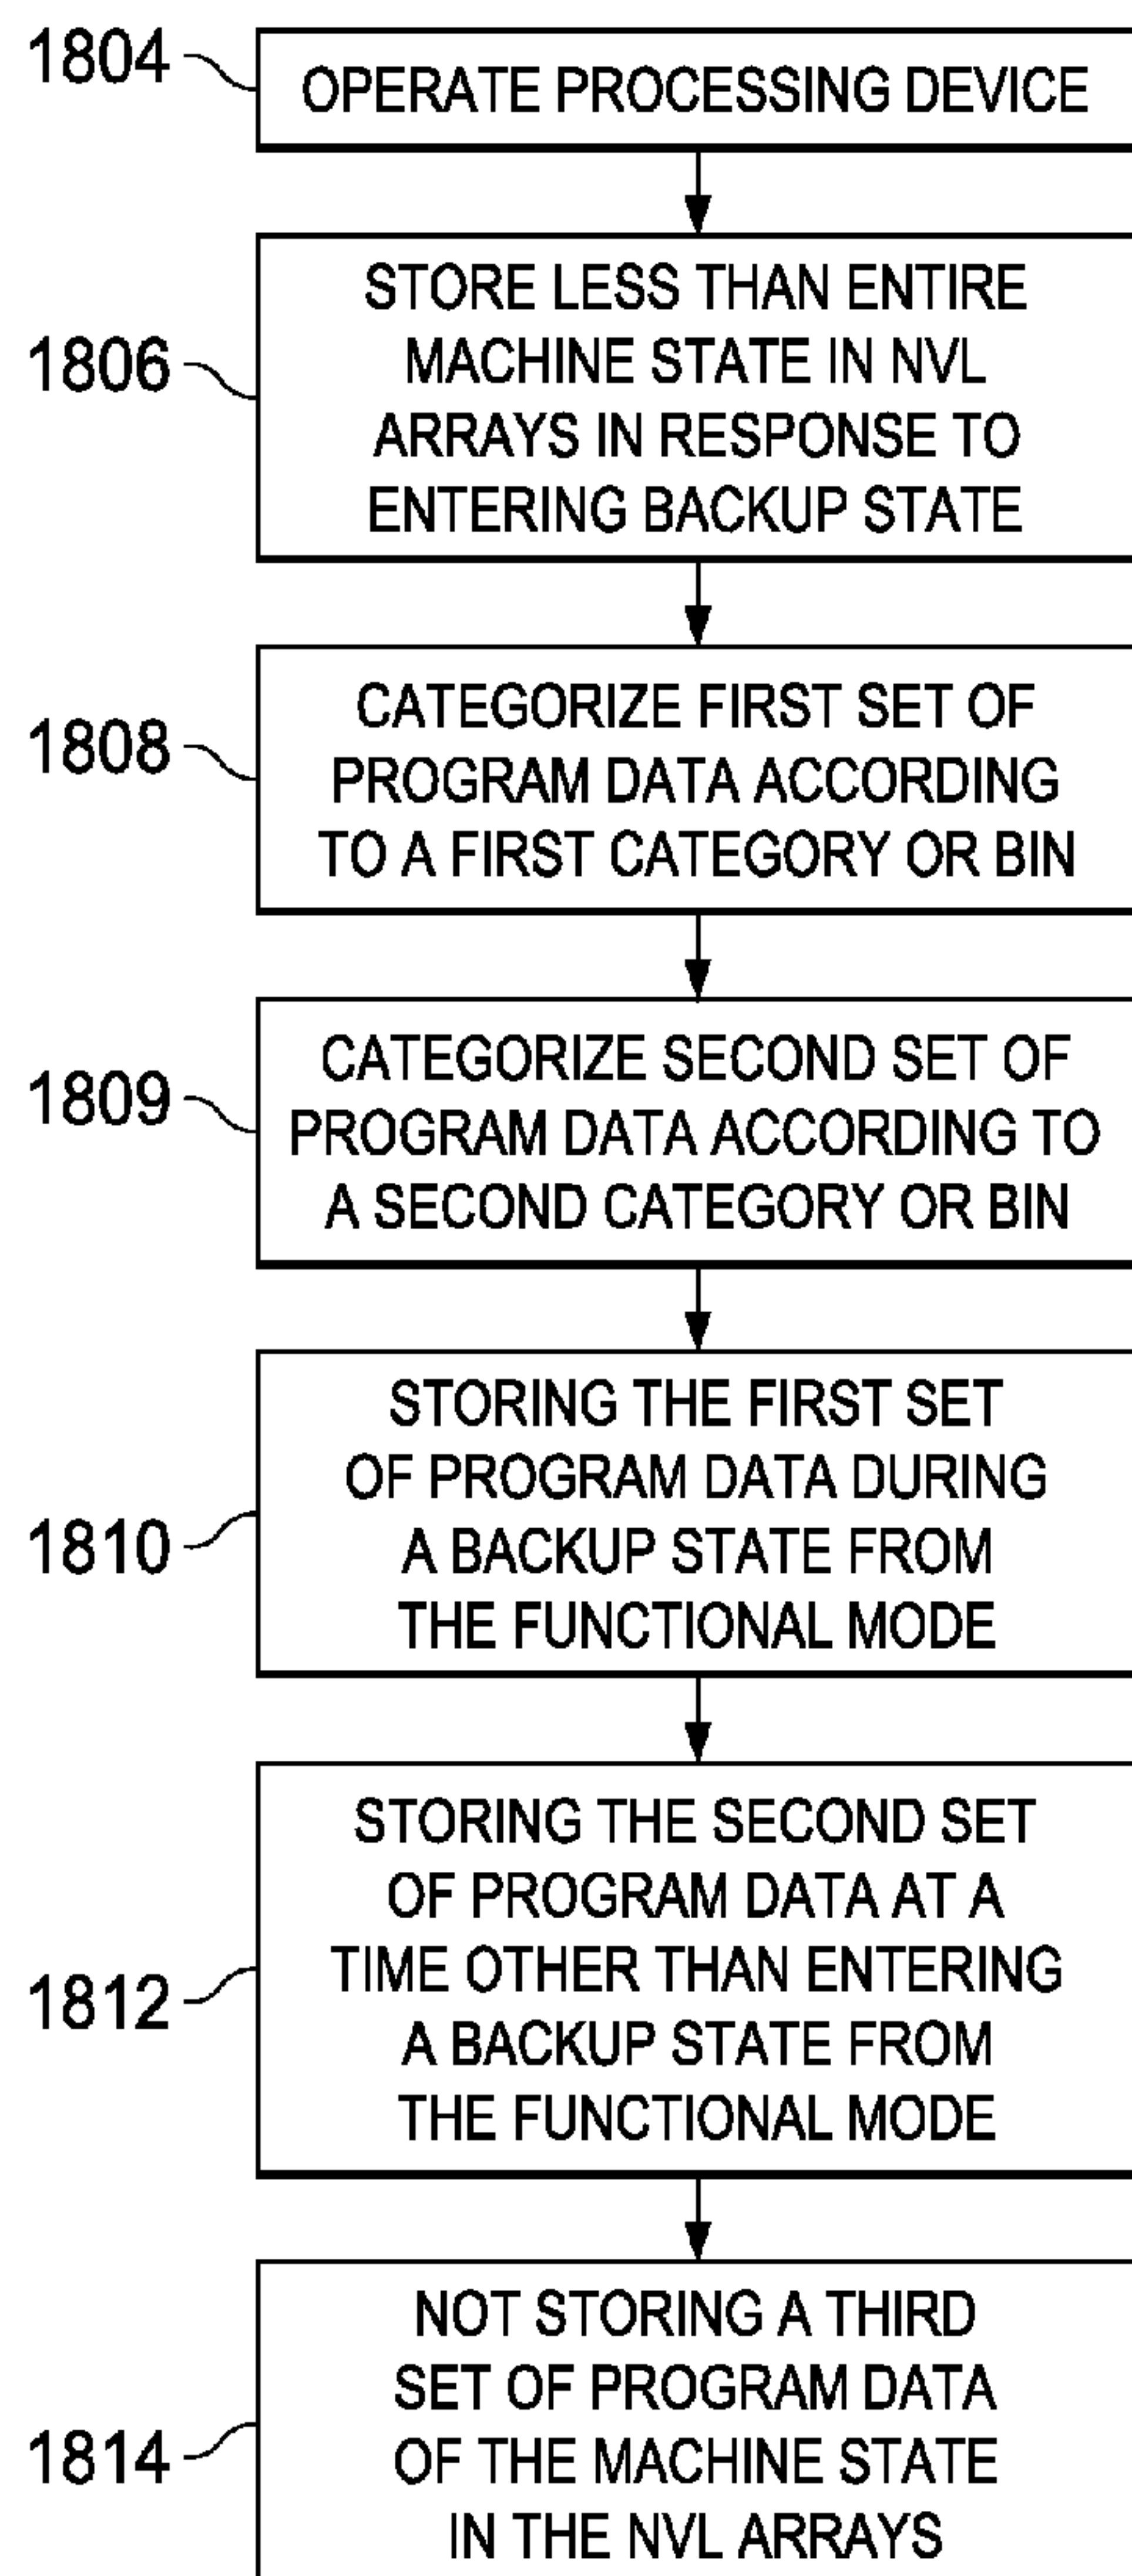 1804
OPERATE PROCESSING DEVICE
1806
STORE LESS THAN ENTIRE
MACHINE STATE IN NVL
ARRAYS IN RESPONSE TO
ENTERING BACKUP STATE
1808
CATEGORIZE FIRST SET OF
PROGRAM DATA ACCORDING
TO A FIRST CATEGORY OR BIN
1809
CATEGORIZE SECOND SET OF
PROGRAM DATA ACCORDING TO
A SECOND CATEGORY OR BIN
1810
STORING THE FIRST SET
OF PROGRAM DATA DURING
A BACKUP STATE FROM
THE FUNCTIONAL MODE
1812
STORING THE SECOND SET
OF PROGRAM DATA AT A
TIME OTHER THAN ENTERING
A BACKUP STATE FROM
THE FUNCTIONAL MODE
1814
NOT STORING A THIRD
SET OF PROGRAM DATA
OF THE MACHINE STATE
IN THE NVL ARRAYS